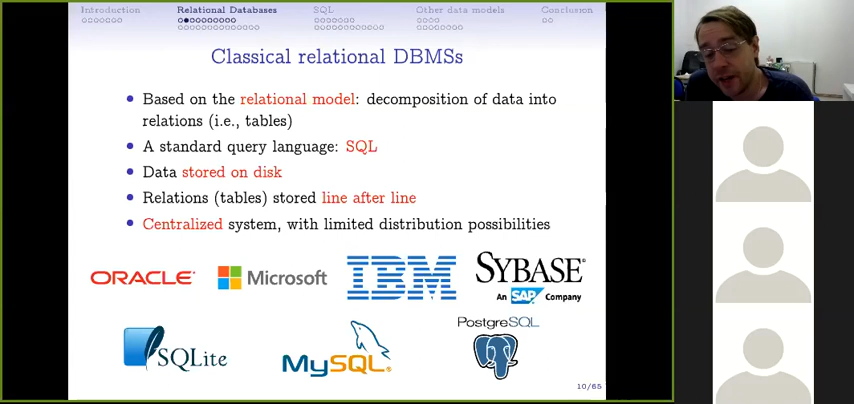 Introduction Relational Databases SQL Other data models Conclusion
Classical relational DBMSs
Based on the relational model: decomposition of data into
relations (i.e., tables)
A standard query language: SQL
Data stored on disk
Relations (tables) stored line after line
Centralized system, with limited distribution possibilities
ORACLE Microsoft IBM SYBASE
An SAP Company
SQLite MySQL PostgreSQL
10/65